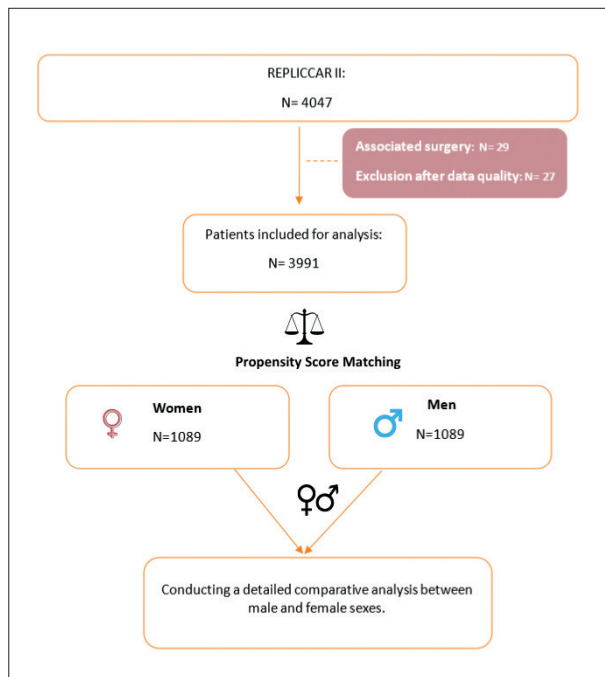 REPLICCAR II:
N= 4047
Associated surgery: N= 29
Exclusion after data quality: N= 27
Patients included for analysis:
N= 3991
Propensity Score Matching
Women
N=1089
Men
N=1089
Conducting a detailed comparative analysis between
male and female sexes.